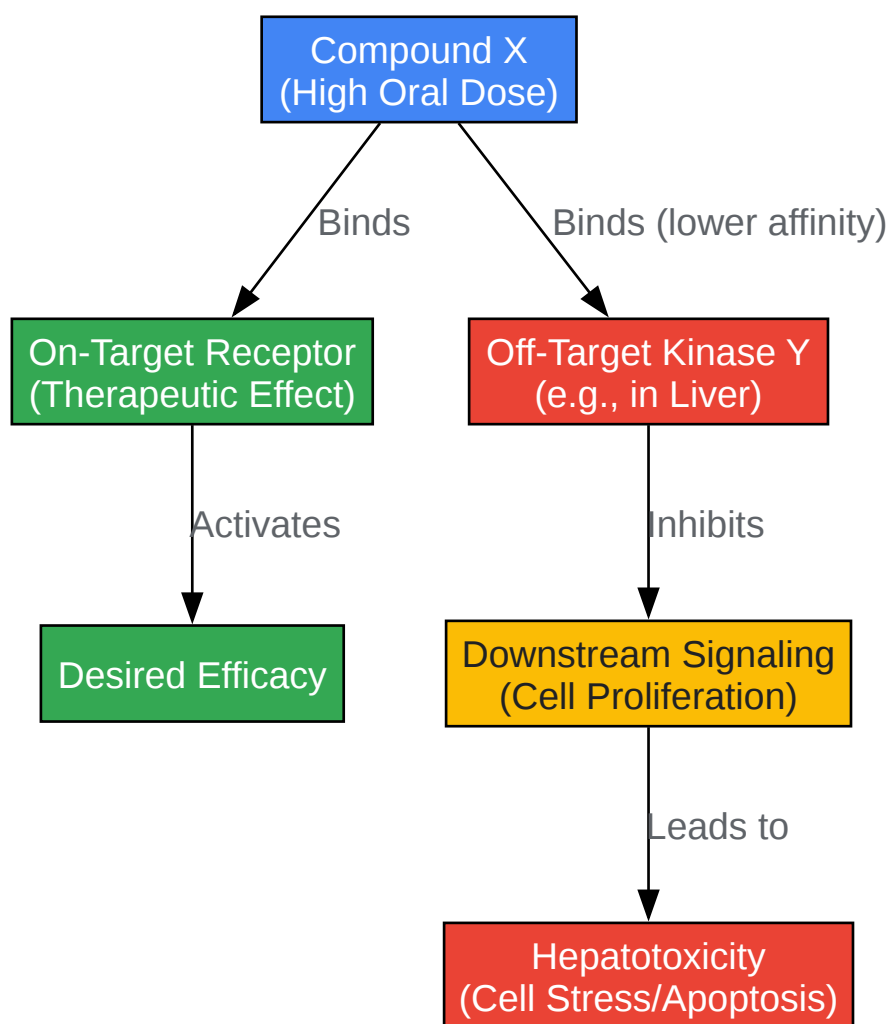 Compound X
(High Oral Dose)
Binds
Binds (lower affinity)
On-Target Receptor
(Therapeutic Effect)
Off-Target Kinase Y
(e.g., in Liver)
Activates
Inhibits
Desired Efficacy
Downstream Signaling
(Cell Proliferation)
Leads to
Hepatotoxicity
(Cell Stress/Apoptosis)